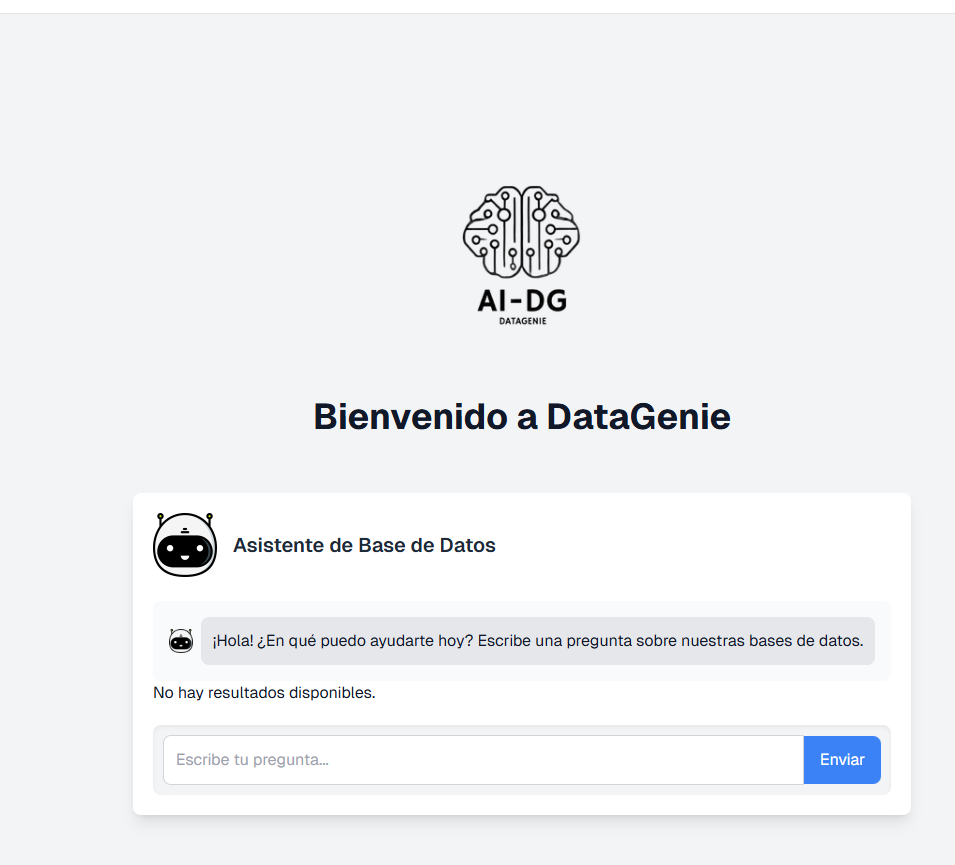 AI-DG
DATAGENIE
Bienvenido a DataGenie
Asistente de Base de Datos
¡Hola! ¿En qué puedo ayudarte hoy? Escribe una pregunta sobre nuestras bases de datos.
No hay resultados disponibles.
Escribe tu pregunta...
Enviar